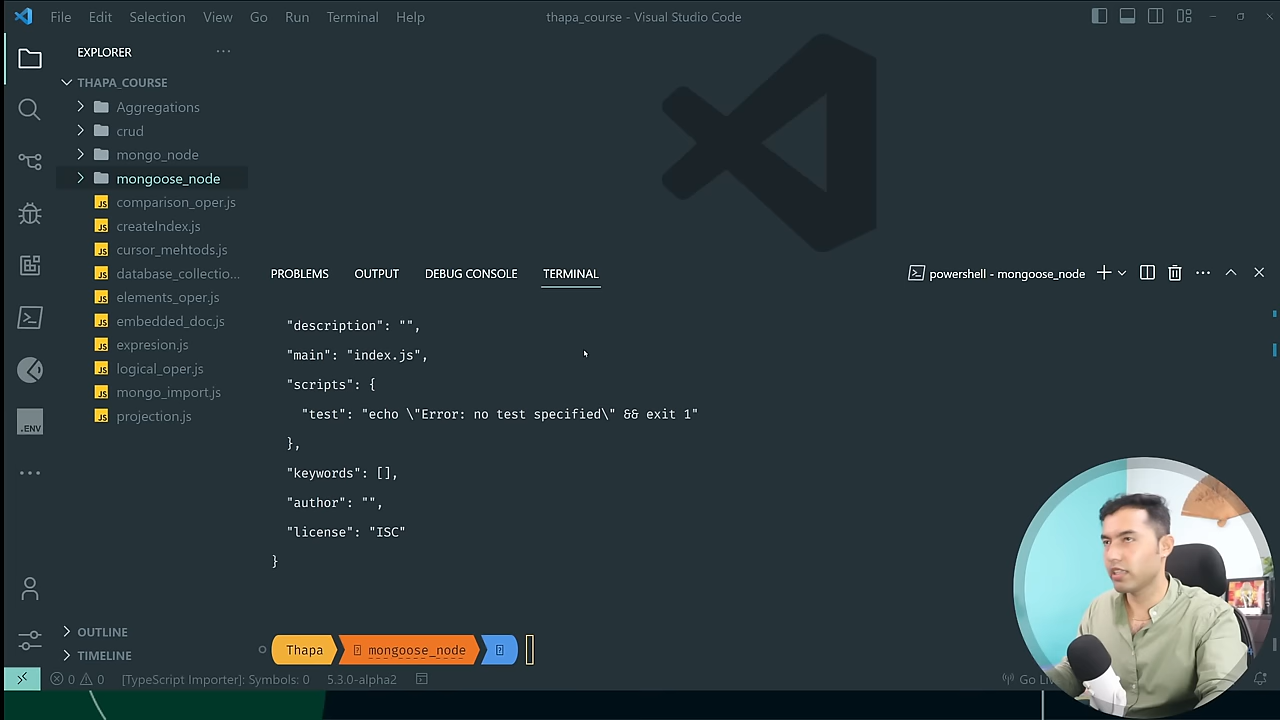 File Edit Selection View Go Run Terminal Help
thapa_course - Visual Studio Code
EXPLORER
THAPA_COURSE
Aggregations
crud
mongo_node
mongoose_node
comparison_oper.js
createIndex.js
cursor_mehtods.js
database_collectio...
elements_oper.js
embedded_doc.js
expresion.js
logical_oper.js
mongo_import.js
projection.js
OUTLINE
TIMELINE
.ENV
PROBLEMS OUTPUT DEBUG CONSOLE TERMINAL
powershell - mongoose_node
"description": "",
"main": "index.js",
"scripts": {
"test": "echo \"Error: no test specified\" && exit 1"
},
"keywords": [],
"author": "",
"license": "ISC"
}
Thapa mongoose_node
0 0 [TypeScript Importer]: Symbols: 0 5.3.0-alpha2
Go